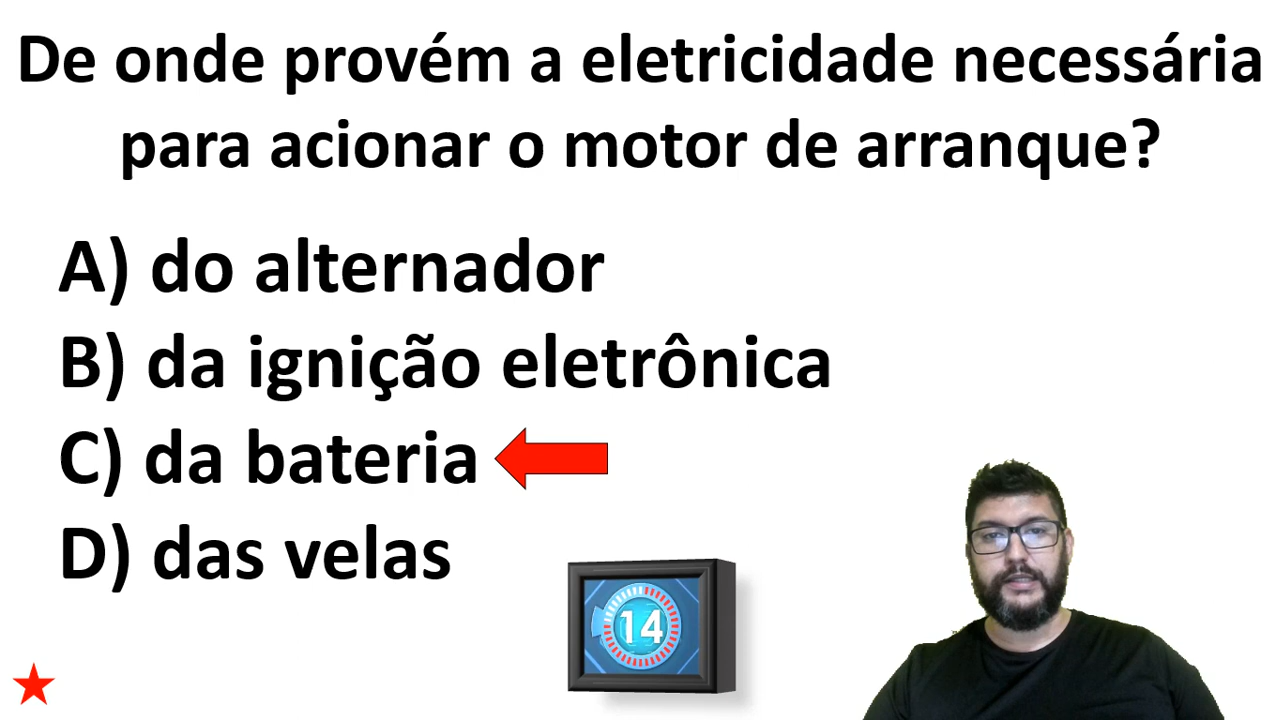 De onde provém a eletricidade necessária
para acionar o motor de arranque?
A) do alternador
B) da ignição eletrônica
C) da bateria
D) das velas
14